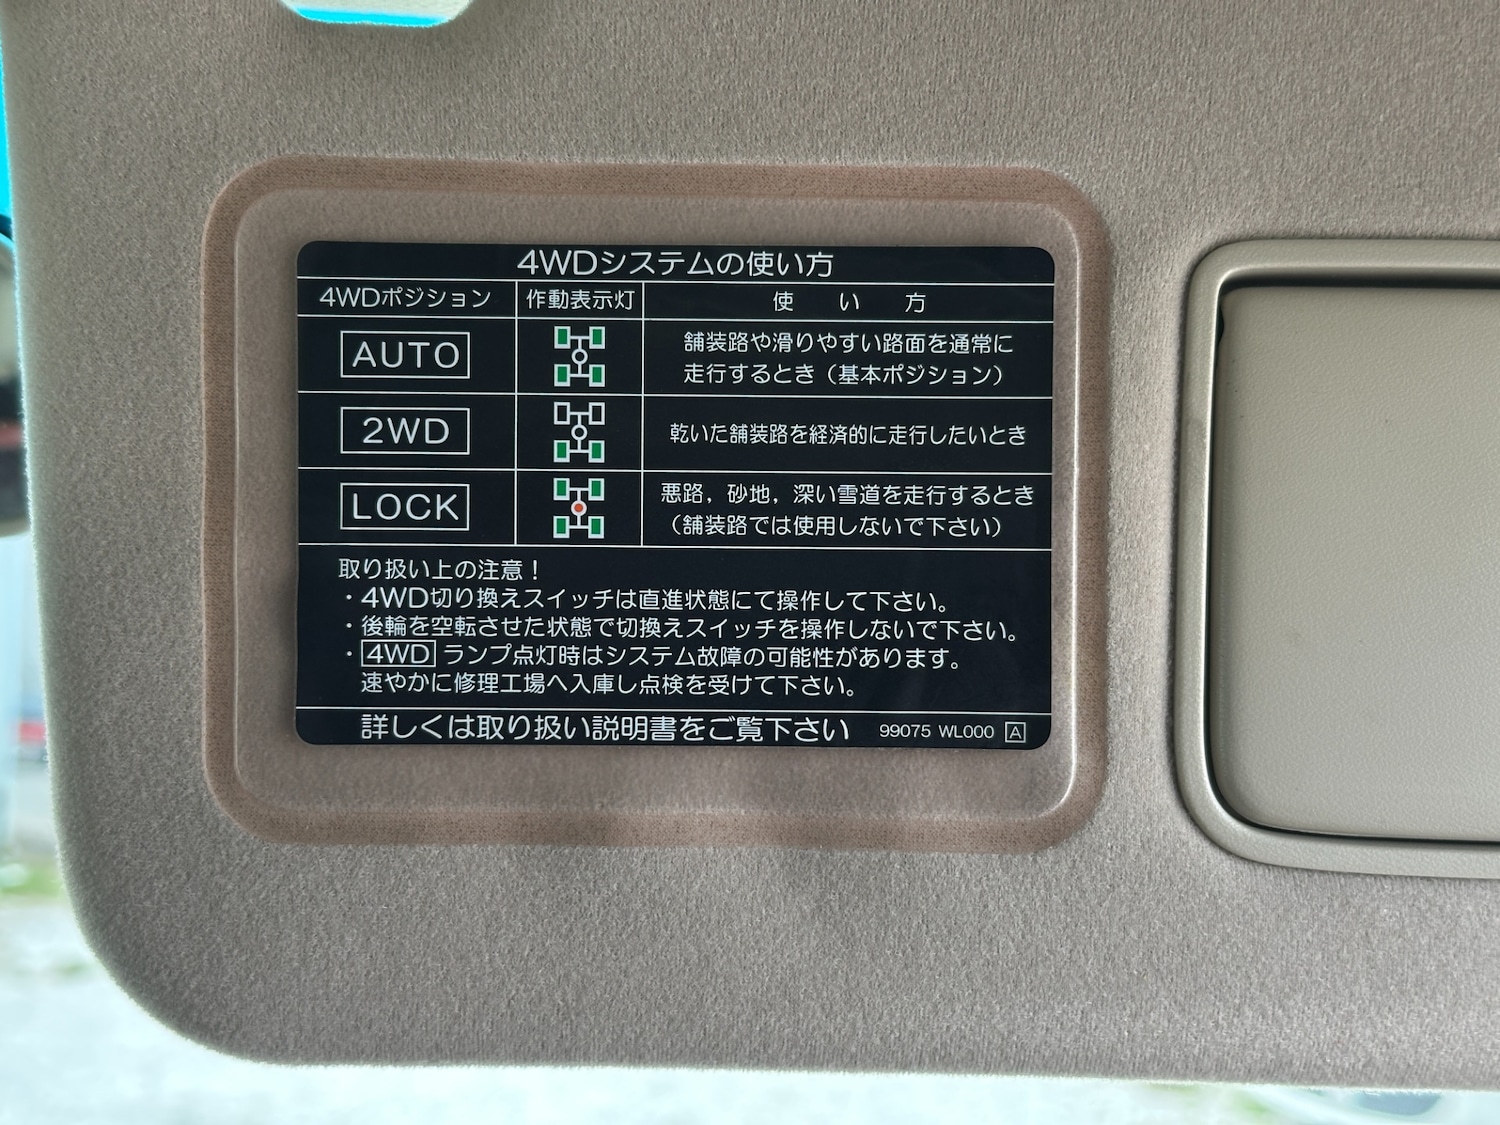 4WDシステムの使い方
4WDポジション 作動表示灯 使い方
AUTO 舗装路や滑りやすい路面を通常に
走行するとき（基本ポジション）
2WD 乾いた舗装路を経済的に走行したいとき
LOCK 悪路，砂地，深い雪道を走行するとき
（舗装路では使用しないで下さい）
取り扱い上の注意！
・4WD切り換えスイッチは直進状態にて操作して下さい。
・後輪を空転させた状態で切換えスイッチを操作しないで下さい。
・4WD ランプ点灯時はシステム故障の可能性があります。
速やかに修理工場へ入庫し点検を受けて下さい。
詳しくは取り扱い説明書をご覧下さい 99075 WL000 A